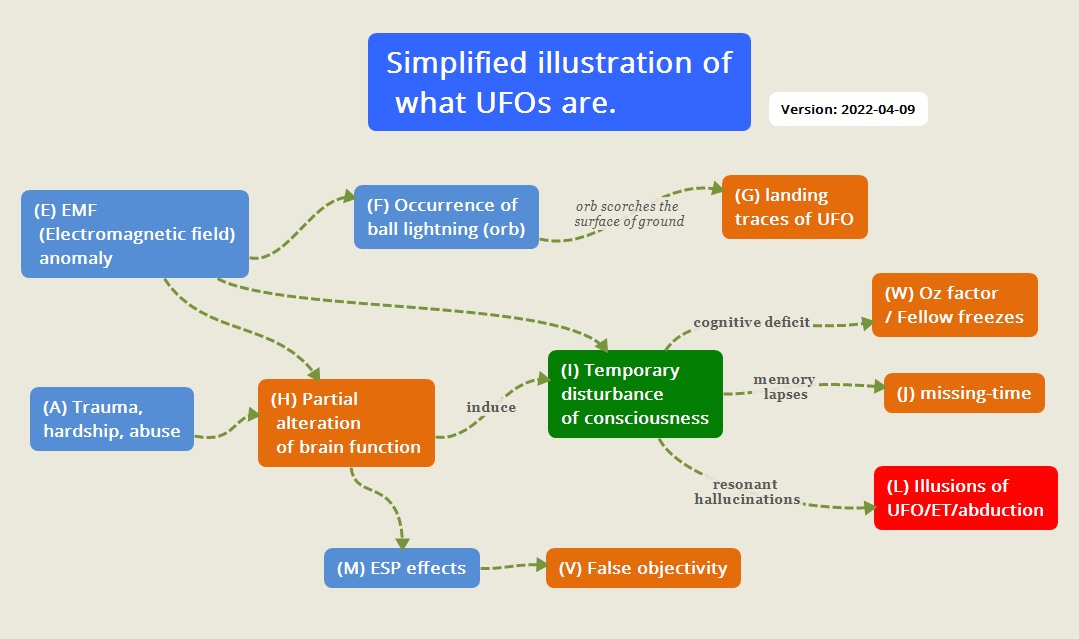 Simplified illustration of
what UFOs are.
Version: 2022-04-09
(E) EMF
(Electromagnetic field)
anomaly
(F) Occurrence of
ball lightning (orb)
orb scorches the
surface of ground
(G) landing
traces of UFO
(W) Oz factor
/ Fellow freezes
cognitive deficit
(A) Trauma,
hardship, abuse
(H) Partial
alteration
of brain function
induce
(I) Temporary
disturbance
of consciousness
memory
lapses
(J) missing-time
resonant
hallucinations
(L) Illusions of
UFO/ET/abduction
(M) ESP effects
(V) False objectivity